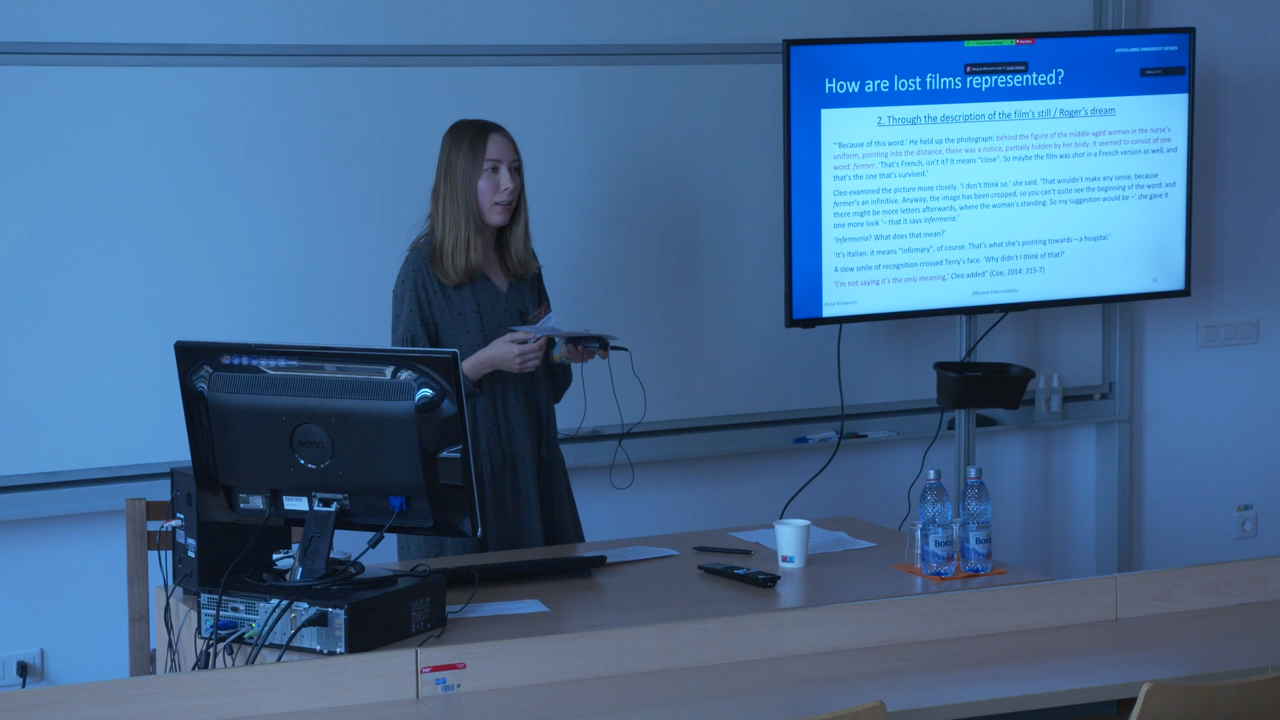 JUSTUS-LIEBIG-UNIVERSITÄT GIESSEN
How are lost films represented?
2. Through the description of the film's still / Roger's dream
"'Because of this word.' He held up the photograph: behind the figure of the middle-aged woman in the nurse's
uniform, pointing into the distance, there was a notice, partially hidden by her body. It seemed to consist of one
word: fermer. 'That's French, isn't it? It means "close". So maybe the film was shot in a French version as well, and
that's the one that's survived.'
Cleo examined the picture more closely. 'I don't think so,' she said. 'That wouldn't make any sense, because
fermer's an infinitive. Anyway, the image has been cropped, so you can't quite see the beginning of the word: and
there might be more letters afterwards, where the woman's standing. So my suggestion would be –' she gave it
one more look '– that it says infermeria.'
'Infermeria? What does that mean?'
'It's Italian: it means "infirmary", of course. That's what she's pointing towards – a hospital.'
A slow smile of recognition crossed Terry's face. 'Why didn't I think of that?'
'I'm not saying it's the only meaning,' Cleo added" (Coe, 2014: 315-7)
Affective Intermediality
12
BenQ